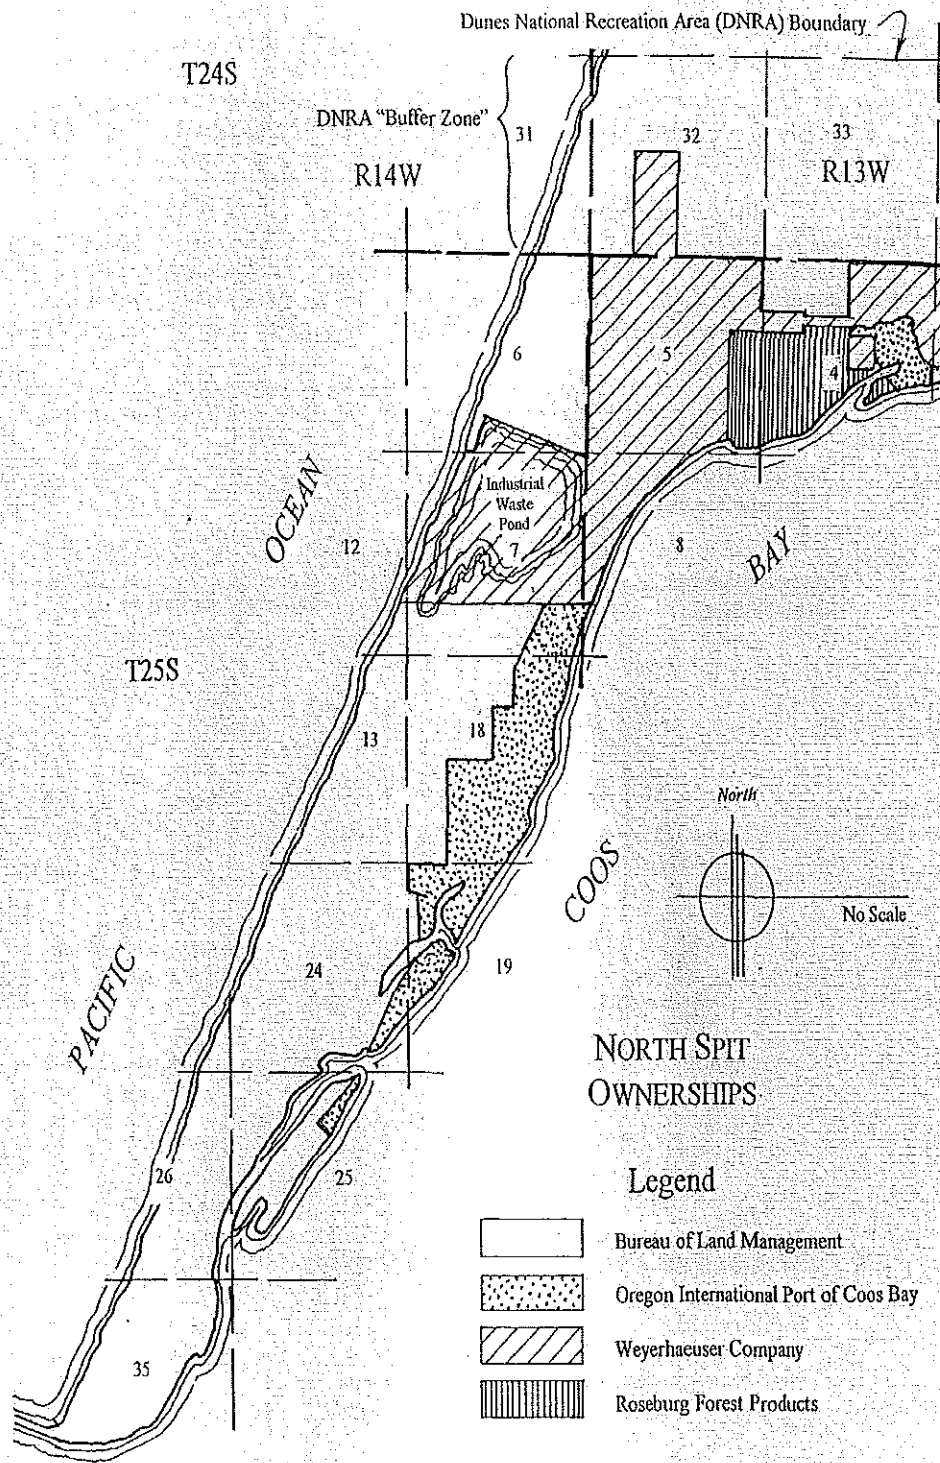 Dunes National Recreation Area (DNRA) Boundary
T24S
DNRA "Buffer Zone"
31
32
33
R14W
R13W
6
5
4
Industrial
Waste
Pond
7
OCEAN
12
8
BAY
T25S
13
18
North
No Scale
COOS
PACIFIC
24
19
NORTH SPIT
OWNERSHIPS
26
25
Legend
Bureau of Land Management
Oregon International Port of Coos Bay
Weyerhaeuser Company
Roseburg Forest Products
35